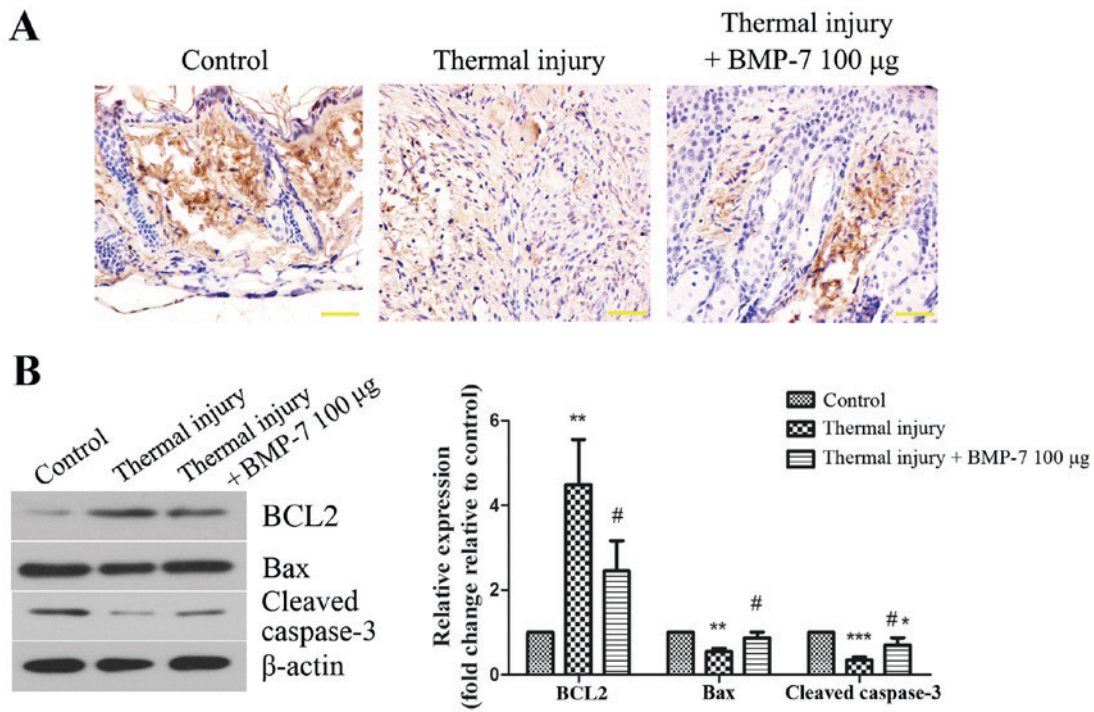 A
Control
Thermal injury
Thermal injury
+ BMP-7 100 μg
B
Control
Thermal injury
Thermal injury
+ BMP-7 100 μg
BCL2
Bax
Cleaved
caspase-3
β-actin
Relative expression
(fold change relative to control)
6
4
2
0
**
#
**
#
***
# *
BCL2
Bax
Cleaved caspase-3
Control
Thermal injury
Thermal injury + BMP-7 100 μg